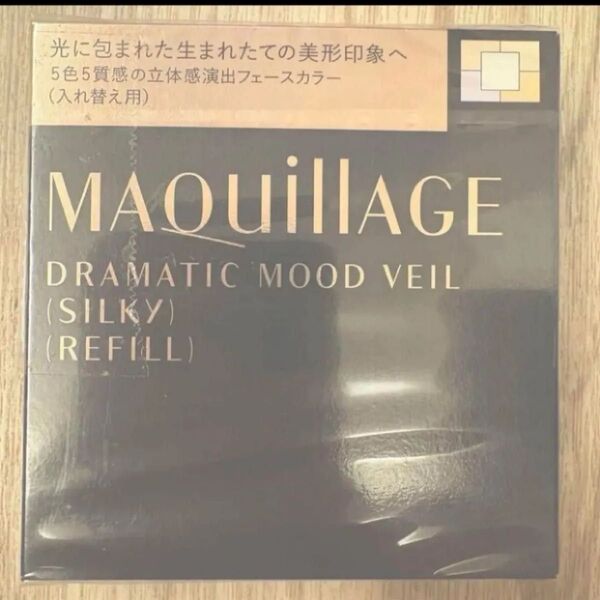 光に包まれた生まれたての美形印象へ
5色5質感の立体感演出フェースカラー
(入れ替え用)
MAQuillAGE
DRAMATIC MOOD VEIL
(SILKY)
(REFILL)